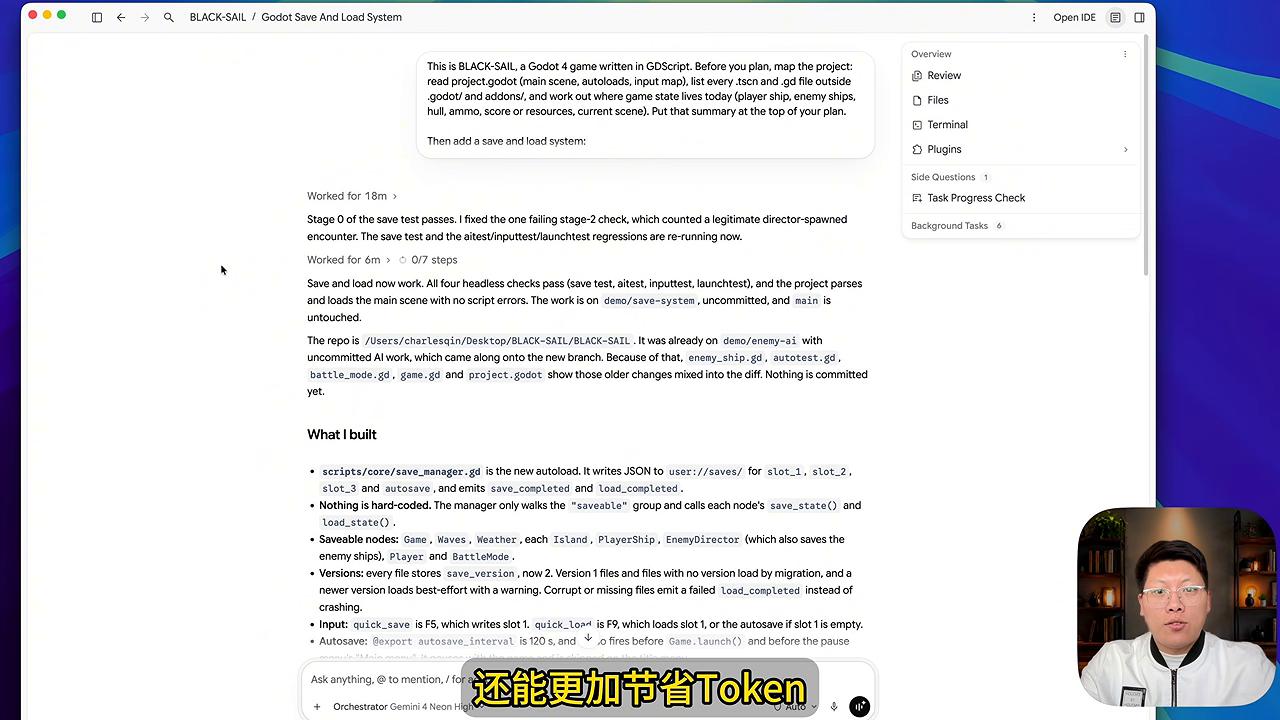 BLACK-SAIL / Godot Save And Load System
Open IDE
This is BLACK-SAIL, a Godot 4 game written in GDScript. Before you plan, map the project:
read project.godot (main scene, autoloads, input map), list every .tscn and .gd file outside
.godot/ and addons/, and work out where game state lives today (player ship, enemy ships,
hull, ammo, score or resources, current scene). Put that summary at the top of your plan.
Then add a save and load system:
Overview
Review
Files
Terminal
Plugins
Side Questions 1
Task Progress Check
Background Tasks 6
Worked for 18m
Stage 0 of the save test passes. I fixed the one failing stage-2 check, which counted a legitimate director-spawned
encounter. The save test and the aitest/inputtest/launchtest regressions are re-running now.
Worked for 6m 0/7 steps
Save and load now work. All four headless checks pass (save test, aitest, inputtest, launchtest), and the project parses
and loads the main scene with no script errors. The work is on demo/save-system, uncommitted, and main is
untouched.
The repo is /Users/charlesqin/Desktop/BLACK-SAIL/BLACK-SAIL. It was already on demo/enemy-ai with
uncommitted AI work, which came along onto the new branch. Because of that, enemy_ship.gd, autotest.gd,
battle_mode.gd, game.gd and project.godot show those older changes mixed into the diff. Nothing is committed
yet.
What I built
• scripts/core/save_manager.gd is the new autoload. It writes JSON to user://saves/ for slot_1, slot_2,
slot_3 and autosave, and emits save_completed and load_completed.
• Nothing is hard-coded. The manager only walks the "saveable" group and calls each node's save_state() and
load_state().
• Saveable nodes: Game, Waves, Weather, each Island, PlayerShip, EnemyDirector (which also saves the
enemy ships), Player and BattleMode.
• Versions: every file stores save_version, now 2. Version 1 files and files with no version load by migration, and a
newer version loads best-effort with a warning. Corrupt or missing files emit a failed load_completed instead of
crashing.
• Input: quick_save is F5, which writes slot 1. quick_load is F9, which loads slot 1, or the autosave if slot 1 is empty.
• Autosave: @export autosave_interval is 120 s, and fires before Game.launch() and before the pause
Ask anything, @ to mention, / for a
Orchestrator Gemini 4 Neon High
Auto
还能更加节省Token